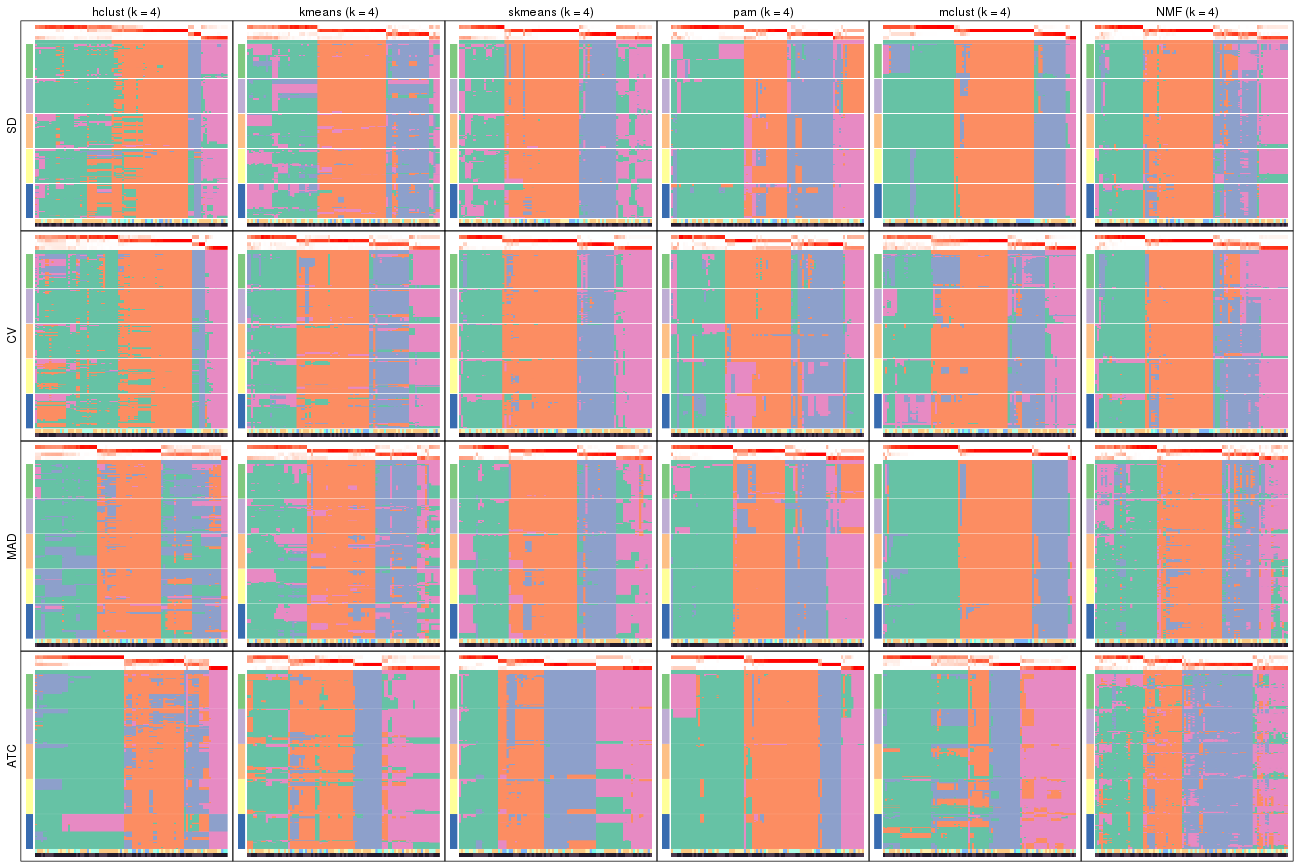 hclust (k = 4) kmeans (k = 4) skmeans (k = 4) pam (k = 4) mclust (k = 4) NMF (k = 4)
SD
CV
MAD
ATC